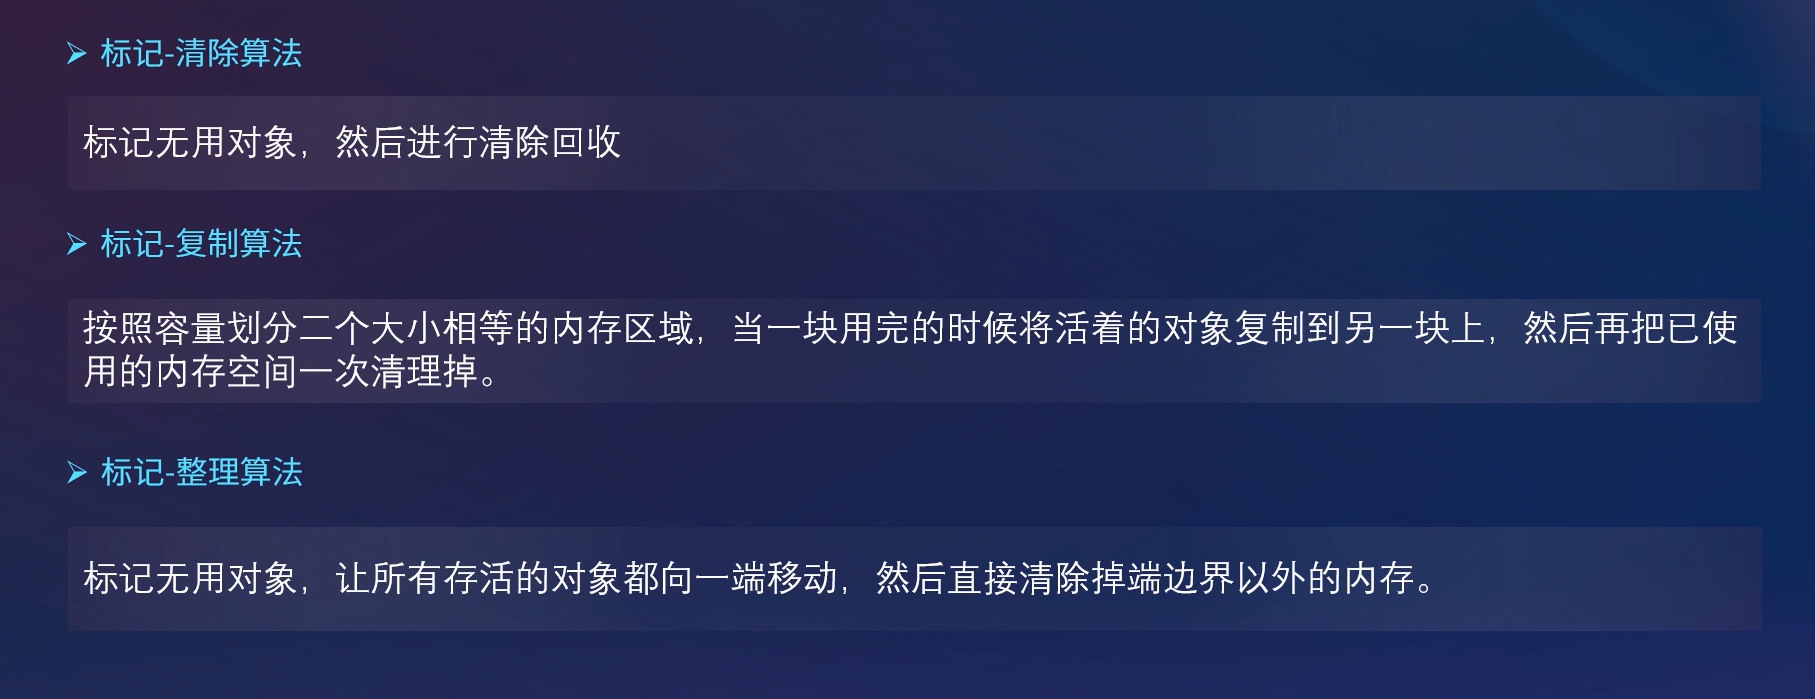 ➢ 标记-清除算法
标记无用对象，然后进行清除回收
➢ 标记-复制算法
按照容量划分二个大小相等的内存区域，当一块用完的时候将活着的对象复制到另一块上，然后再把已使
用的内存空间一次清理掉。
➢ 标记-整理算法
标记无用对象，让所有存活的对象都向一端移动，然后直接清除掉端边界以外的内存。